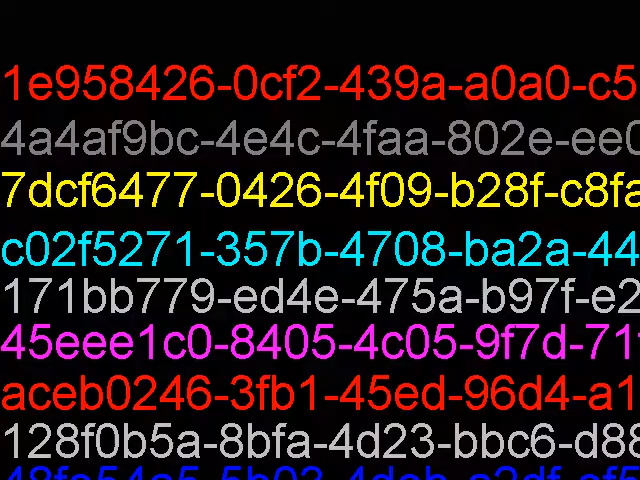 1e958426-0cf2-439a-a0a0-c5
4a4af9bc-4e4c-4faa-802e-ee0
7dcf6477-0426-4f09-b28f-c8fa
c02f5271-357b-4708-ba2a-44
171bb779-ed4e-475a-b97f-e2
45eee1c0-8405-4c05-9f7d-71
aceb0246-3fb1-45ed-96d4-a1
128f0b5a-8bfa-4d23-bbc6-d88